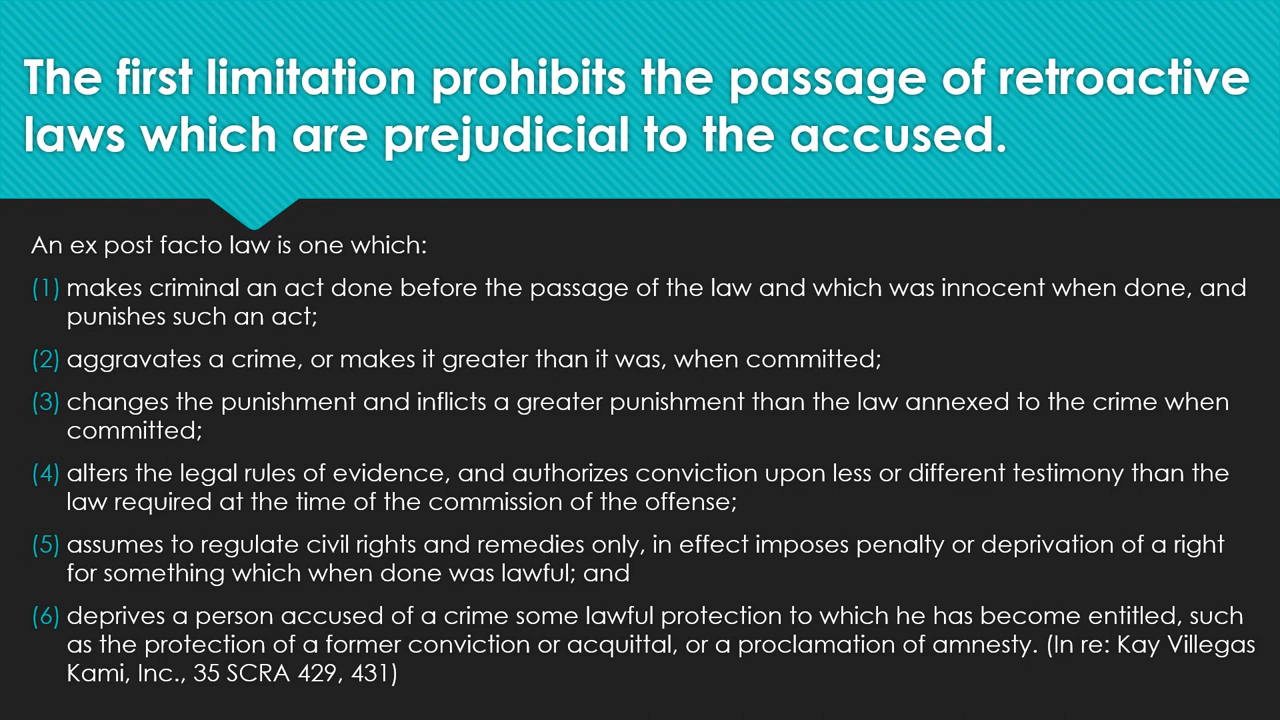 The first limitation prohibits the passage of retroactive
laws which are prejudicial to the accused.
An ex post facto law is one which:
(1) makes criminal an act done before the passage of the law and which was innocent when done, and
punishes such an act;
(2) aggravates a crime, or makes it greater than it was, when committed;
(3) changes the punishment and inflicts a greater punishment than the law annexed to the crime when
committed;
(4) alters the legal rules of evidence, and authorizes conviction upon less or different testimony than the
law required at the time of the commission of the offense;
(5) assumes to regulate civil rights and remedies only, in effect imposes penalty or deprivation of a right
for something which when done was lawful; and
(6) deprives a person accused of a crime some lawful protection to which he has become entitled, such
as the protection of a former conviction or acquittal, or a proclamation of amnesty. (In re: Kay Villegas
Kami, Inc., 35 SCRA 429, 431)